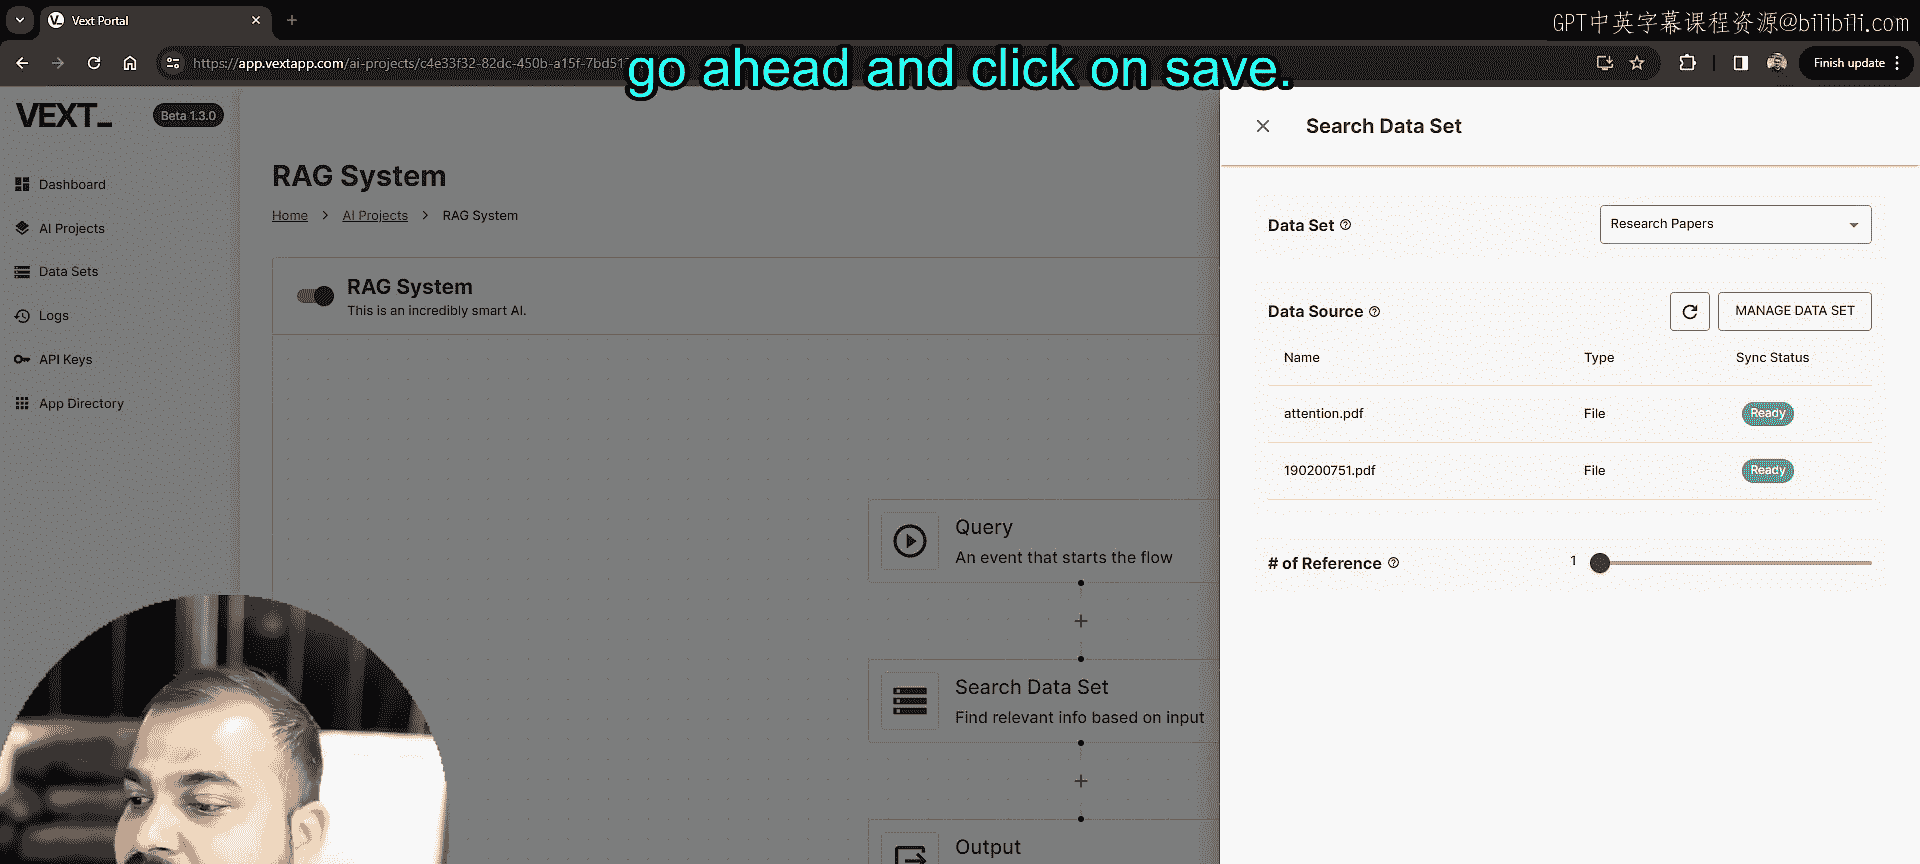 Vext Portal
GPT中英字幕课程资源@bilibili.com
https://app.vextapp.com/ai-projects/c4e33f32-82dc-450b-a15f-7bd51
Finish update
go ahead and click on save.
VEXT_
Beta 1.3.0
Dashboard
AI Projects
Data Sets
Logs
API Keys
App Directory
RAG System
Home > AI Projects > RAG System
RAG System
This is an incredibly smart AI.
Query
An event that starts the flow
Search Data Set
Find relevant info based on input
Output
Search Data Set
Data Set
Research Papers
Data Source
MANAGE DATA SET
Name Type Sync Status
attention.pdf File Ready
190200751.pdf File Ready
# of Reference 1